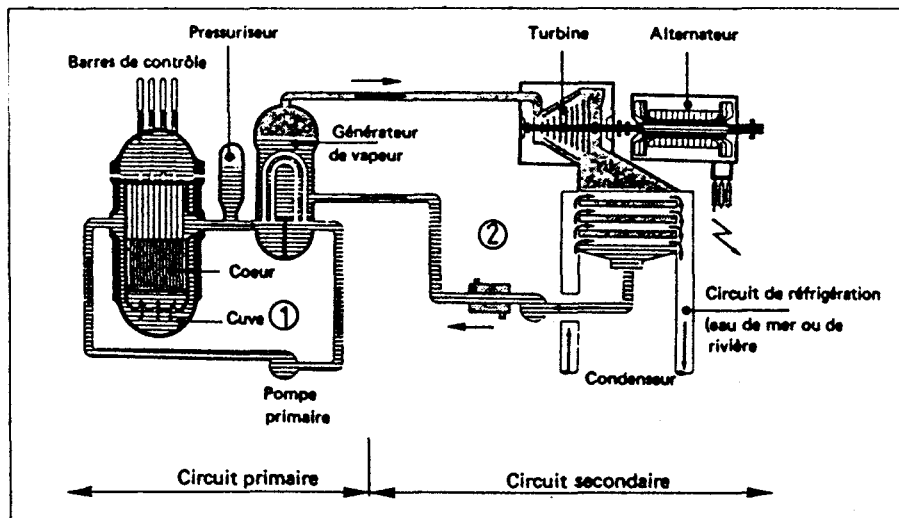 Pressuriseur
Turbine
Alternateur
Barres de contrôle
Générateur
de vapeur
②
Coeur
Cuve
①
Circuit de réfrigération
(eau de mer ou de
rivière
Condenseur
Pompe
primaire
Circuit primaire
Circuit secondaire